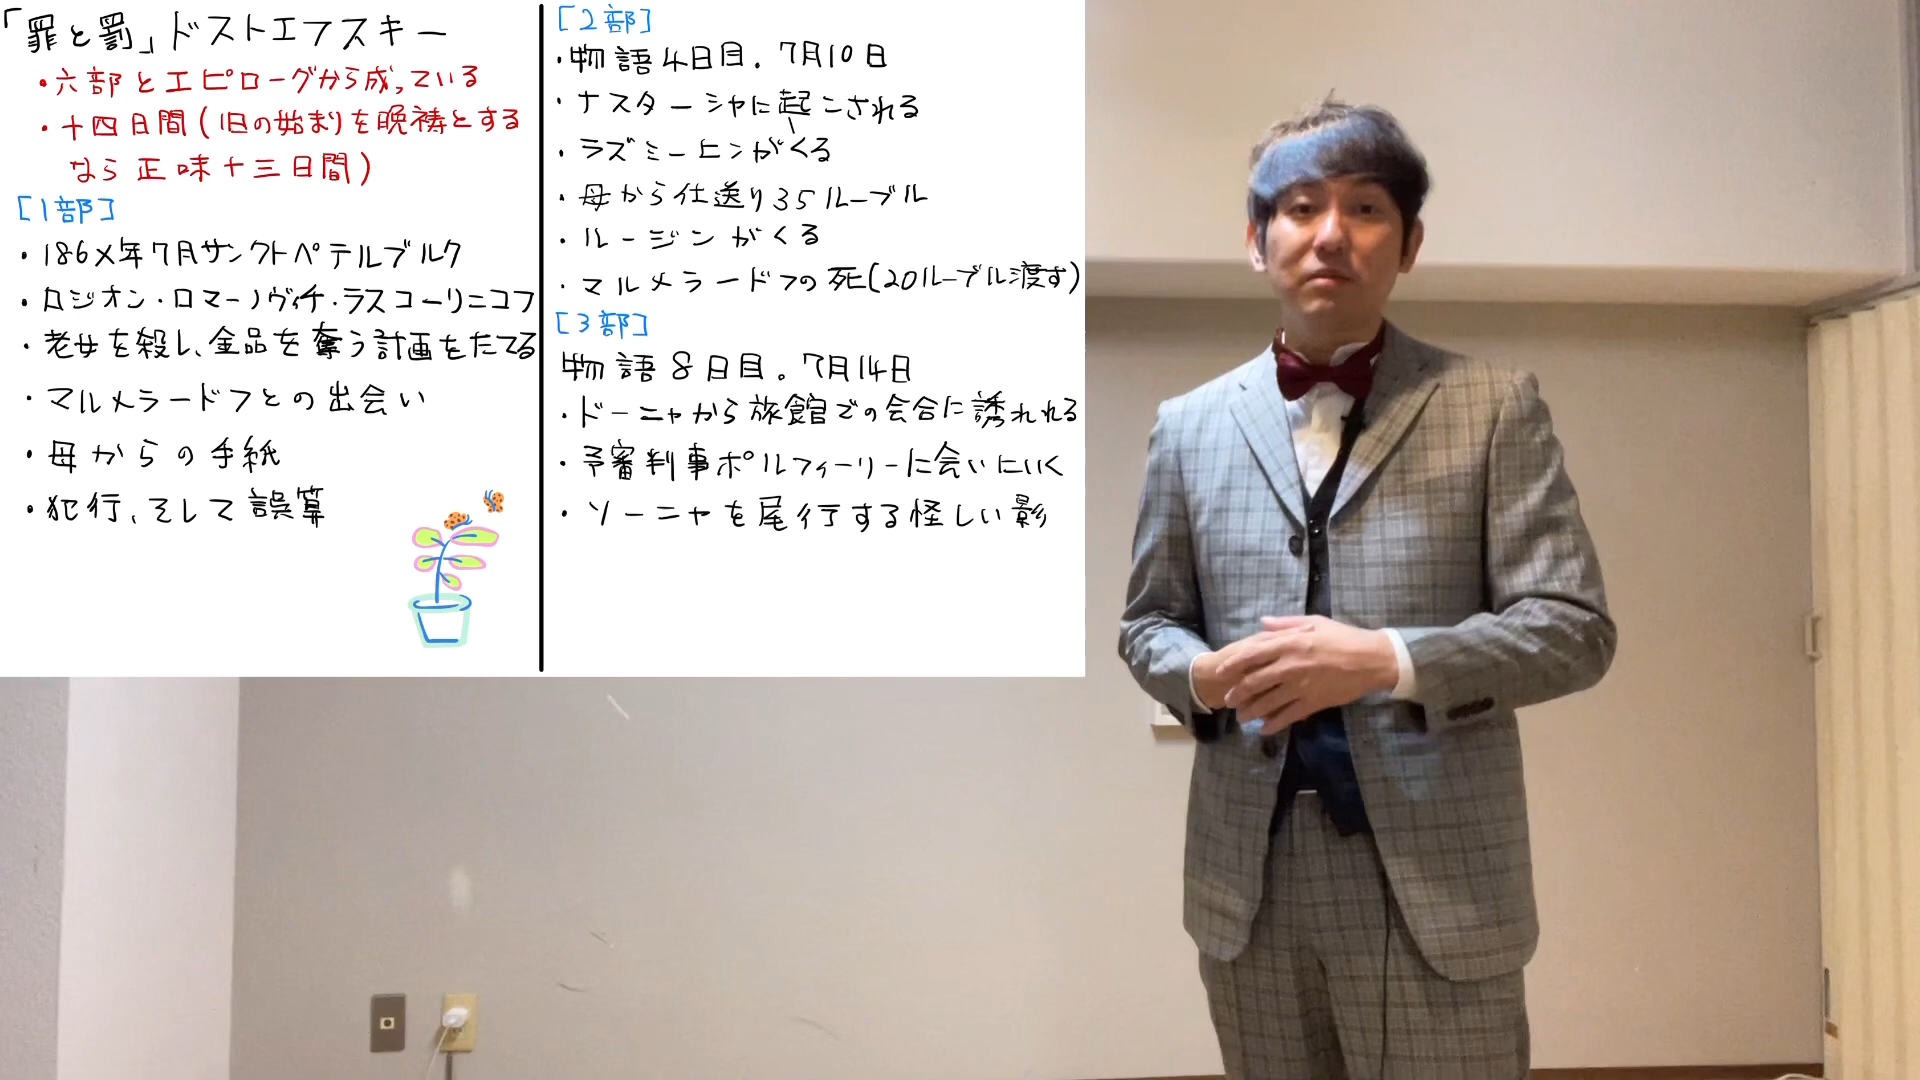 「罪と罰」ドストエフスキー
・六部とエピローグから成っている
・十四日間(旧の始まりを晩祷とする
なら正味十三日間)
[1部]
・186X年7月サンクトペテルブルク
・ロジオン・ロマーノヴィチ・ラスコーリニコフ
・老女を殺し、金品を奪う計画をたてる
・マルメラードフとの出会い
・母からの手紙
・犯行、そして誤算
[2部]
・物語4日目。7月10日
・ナスターシャに起こされる
・ラズミーヒンがくる
・母から仕送り35ルーブル
・ルージンがくる
・マルメラードフの死(20ルーブル渡す)
[3部]
物語8日目。7月14日
・ドーニャから旅館での会合に誘われる
・予審判事ポルフィーリーに会いにいく
・ソーニャを尾行する怪しい影